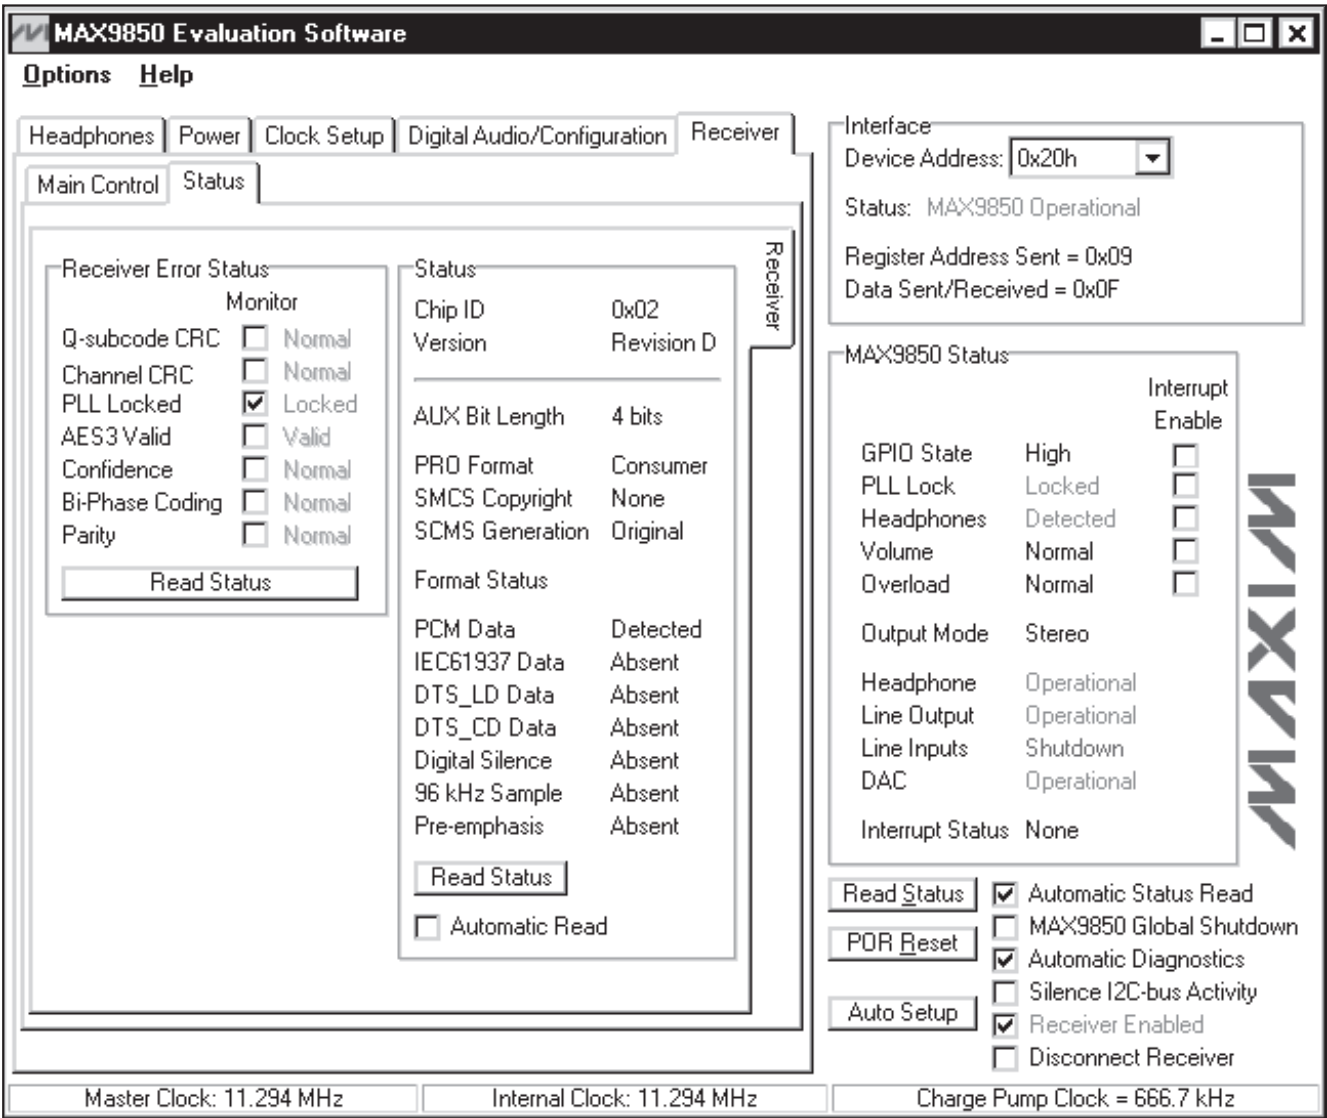 MAX9850 Evaluation Software
Options Help
Headphones Power Clock Setup Digital Audio/Configuration Receiver
Main Control Status
Receiver
Receiver Error Status
Monitor
Q-subcode CRC Normal
Channel CRC Normal
PLL Locked Locked
AES3 Valid Valid
Confidence Normal
Bi-Phase Coding Normal
Parity Normal
Read Status
Status
Chip ID 0x02
Version Revision D
AUX Bit Length 4 bits
PRO Format Consumer
SMCS Copyright None
SCMS Generation Original
Format Status
PCM Data Detected
IEC61937 Data Absent
DTS_LD Data Absent
DTS_CD Data Absent
Digital Silence Absent
96 kHz Sample Absent
Pre-emphasis Absent
Read Status
Automatic Read
Interface
Device Address: 0x20h
Status: MAX9850 Operational
Register Address Sent = 0x09
Data Sent/Received = 0x0F
MAX9850 Status
Interrupt
Enable
GPIO State High
PLL Lock Locked
Headphones Detected
Volume Normal
Overload Normal
Output Mode Stereo
Headphone Operational
Line Output Operational
Line Inputs Shutdown
DAC Operational
Interrupt Status None
MAXIM
Read Status Automatic Status Read
MAX9850 Global Shutdown
POR Reset
Automatic Diagnostics
Silence I2C-bus Activity
Auto Setup
Receiver Enabled
Disconnect Receiver
Master Clock: 11.294 MHz Internal Clock: 11.294 MHz Charge Pump Clock = 666.7 kHz